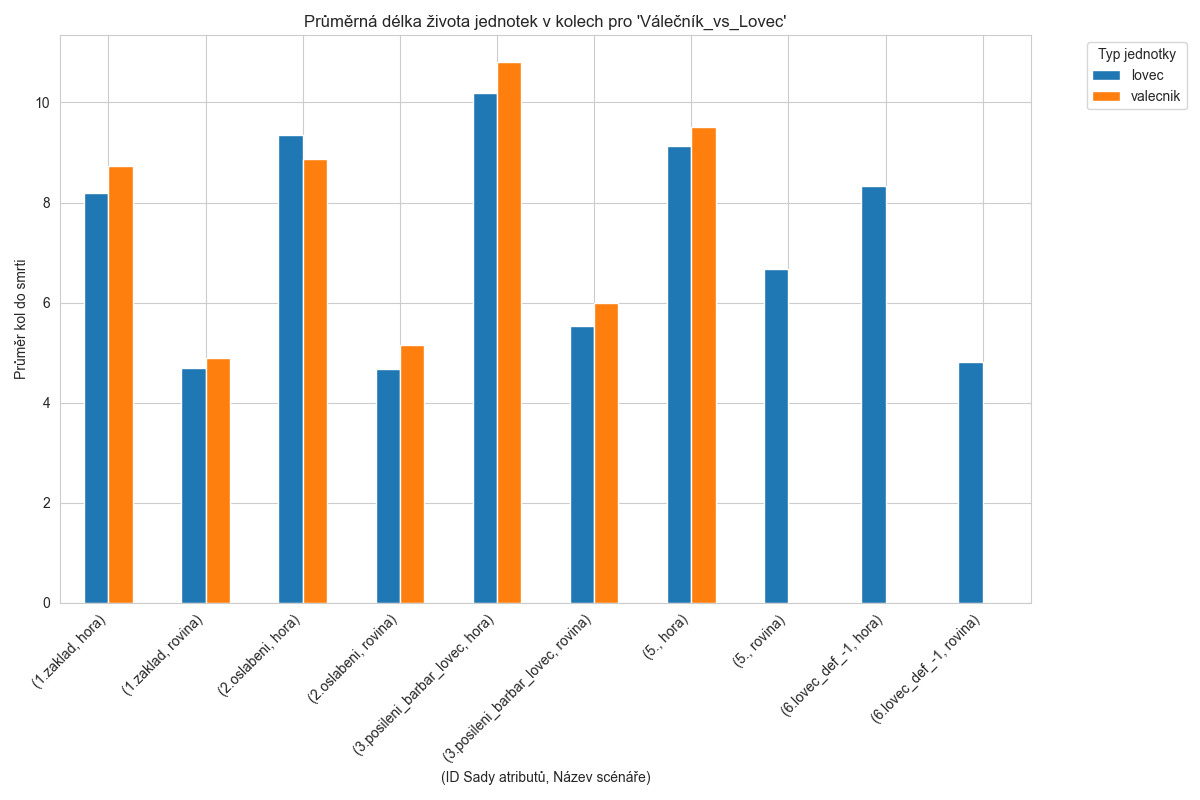 Průměrná délka života jednotek v kolech pro 'Válečník_vs_Lovec'
Typ jednotky
lovec
valecnik
Průměr kol do smrti
10
8
6
4
2
0
(1.zaklad, hora)
(1.zaklad, rovina)
(2.oslabeni, hora)
(2.oslabeni, rovina)
(3.posileni_barbar_lovec, hora)
(3.posileni_barbar_lovec, rovina)
(5., hora)
(5., rovina)
(6.lovec_def_-1, hora)
(6.lovec_def_-1, rovina)
(ID Sady atributů, Název scénáře)